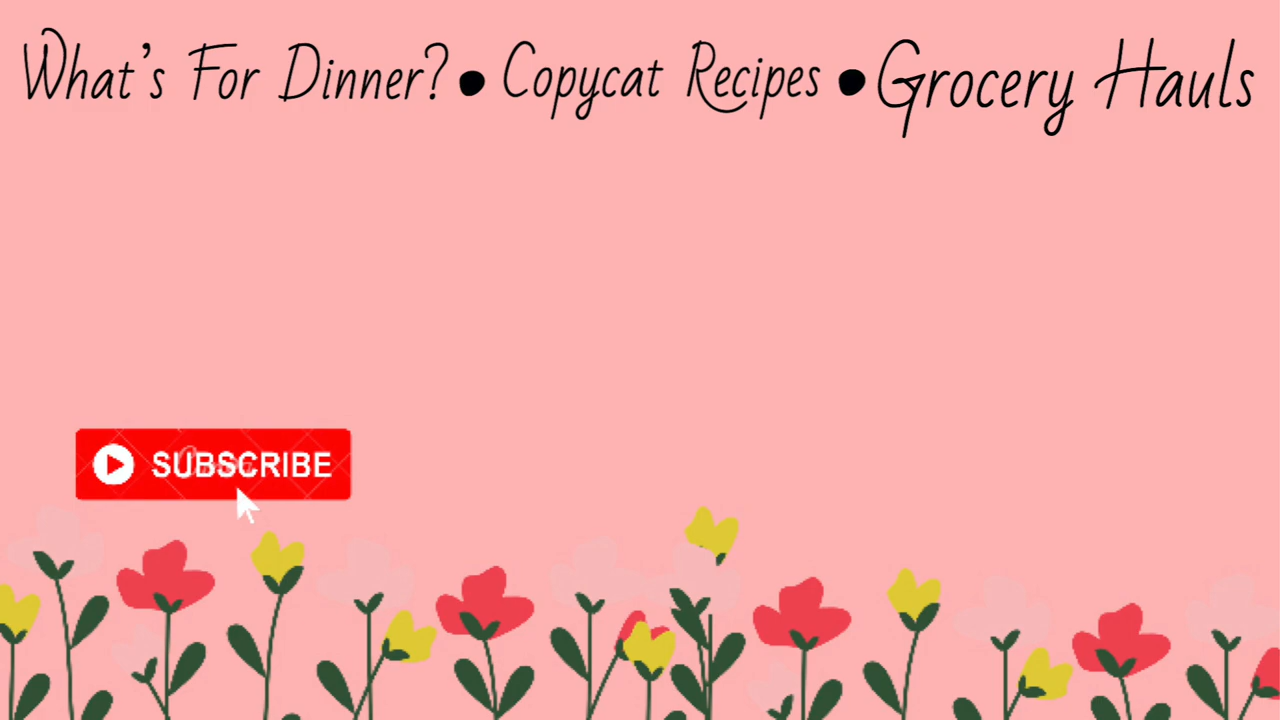 What's For Dinner? • Copycat Recipes • Grocery Hauls
SUBSCRIBE